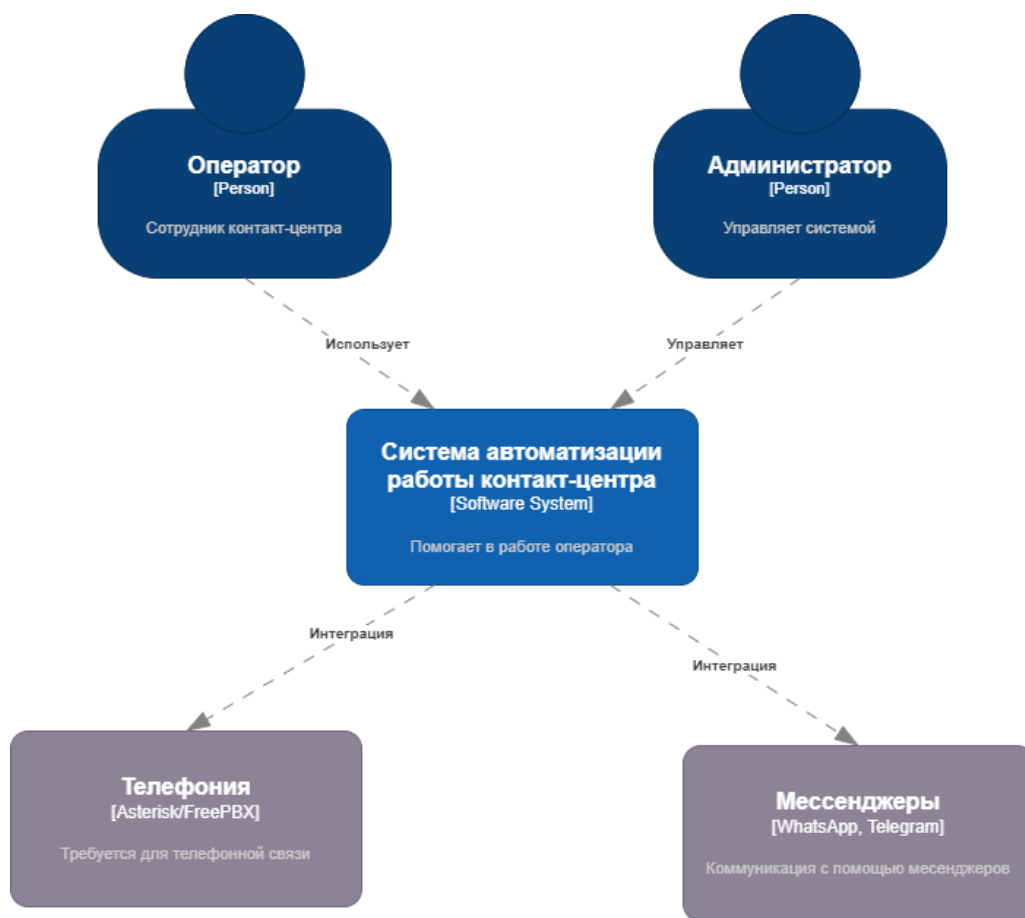 Оператор
[Person]
Сотрудник контакт-центра
Администратор
[Person]
Управляет системой
Использует
Управляет
Система автоматизации
работы контакт-центра
[Software System]
Помогает в работе оператора
Интеграция
Интеграция
Телефония
[Asterisk/FreePBX]
Требуется для телефонной связи
Мессенджеры
[WhatsApp, Telegram]
Коммуникация с помощью месенджеров